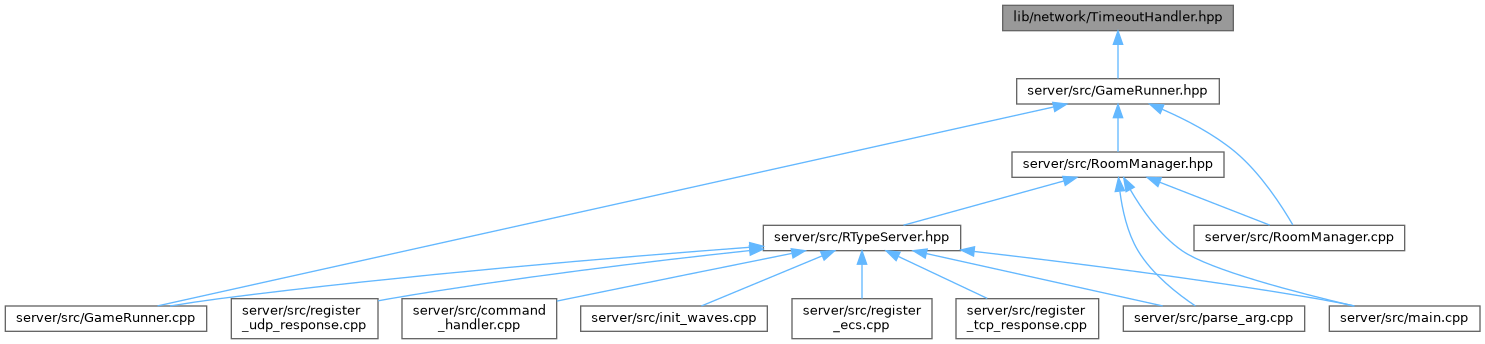 lib/network/TimeoutHandler.hpp
server/src/GameRunner.hpp
server/src/RoomManager.hpp
server/src/RTypeServer.hpp
server/src/RoomManager.cpp
server/src/GameRunner.cpp
server/src/register
_udp_response.cpp
server/src/command
_handler.cpp
server/src/init_waves.cpp
server/src/register
_ecs.cpp
server/src/register
_tcp_response.cpp
server/src/parse_arg.cpp
server/src/main.cpp